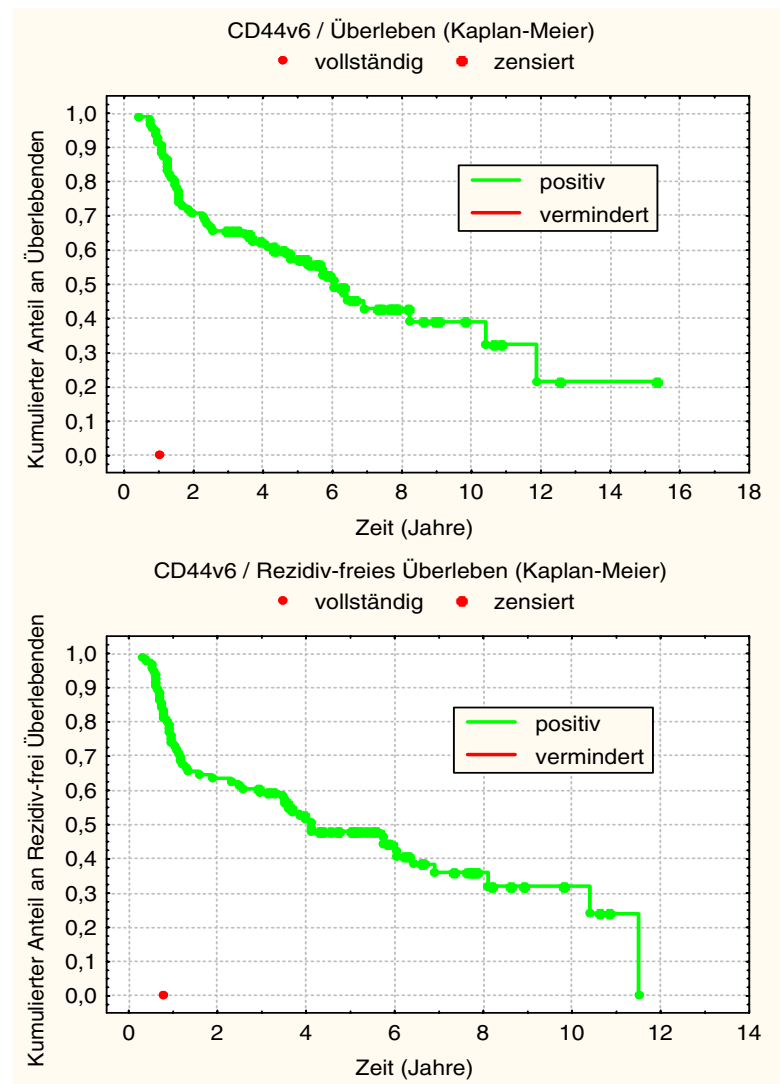 CD44v6 / Überleben (Kaplan-Meier)
vollständig zensiert
Kumulierter Anteil an Überlebenden
1,0
0,9
0,8
0,7
0,6
0,5
0,4
0,3
0,2
0,1
0,0
positiv
vermindert
0 2 4 6 8 10 12 14 16 18
Zeit (Jahre)
CD44v6 / Rezidiv-freies Überleben (Kaplan-Meier)
vollständig zensiert
Kumulierter Anteil an Rezidiv-frei Überlebenden
1,0
0,9
0,8
0,7
0,6
0,5
0,4
0,3
0,2
0,1
0,0
positiv
vermindert
0 2 4 6 8 10 12 14
Zeit (Jahre)